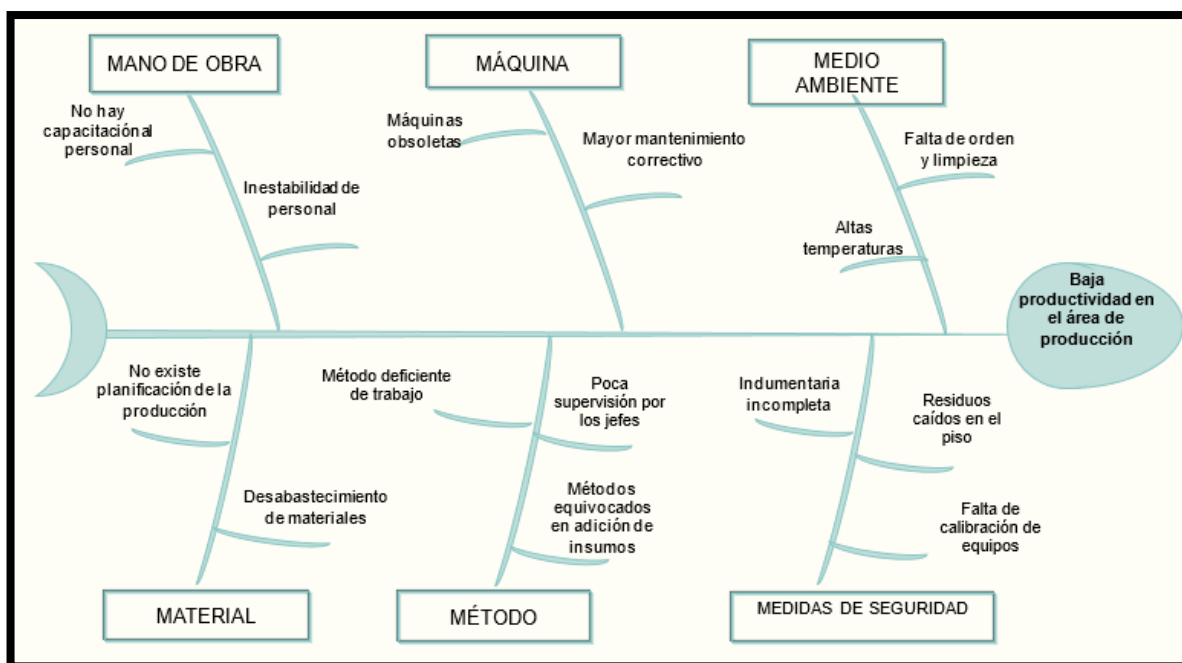 MANO DE OBRA
MÁQUINA
MEDIO
AMBIENTE
No hay
capacitaciónal
personal
Inestabilidad de
personal
Máquinas
obsoletas
Mayor mantenimiento
correctivo
Falta de orden
y limpieza
Altas
temperaturas
Baja
productividad en
el área de
producción
No existe
planificación de la
producción
Desabastecimiento
de materiales
Método deficiente
de trabajo
Poca
supervisión por
los jefes
Métodos
equivocados
en adición de
insumos
Indumentaria
incompleta
Residuos
caídos en el
piso
Falta de
calibración de
equipos
MATERIAL
MÉTODO
MEDIDAS DE SEGURIDAD